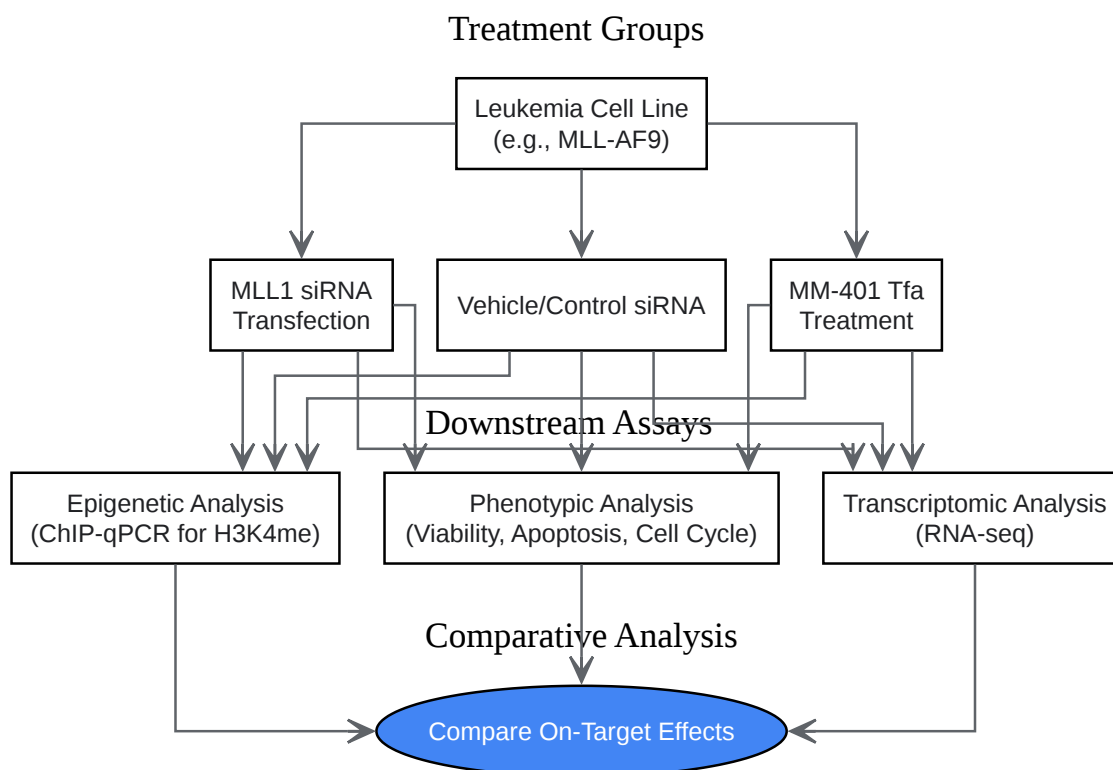 Treatment Groups
Leukemia Cell Line
(e.g., MLL-AF9)
MLL1 siRNA
Transfection
Vehicle/Control siRNA
MM-401 Tfa
Treatment
Downstream Assays
Epigenetic Analysis
(ChIP-qPCR for H3K4me)
Phenotypic Analysis
(Viability, Apoptosis, Cell Cycle)
Transcriptomic Analysis
(RNA-seq)
Comparative Analysis
Compare On-Target Effects